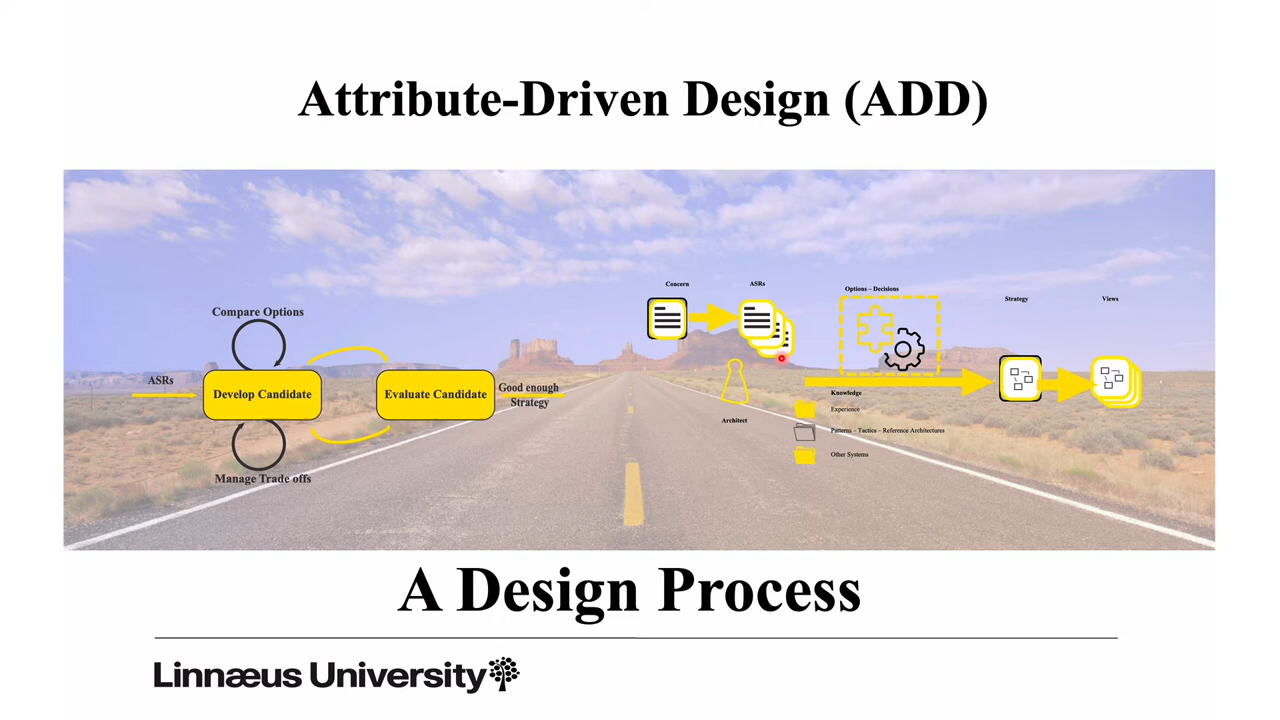 Attribute-Driven Design (ADD)
Compare Options
ASRs
Develop Candidate
Evaluate Candidate
Good enough
Strategy
Manage Trade offs
Concern
ASRs
Options – Decisions
Strategy
Views
Architect
Knowledge
Experience
Patterns – Tactics – Reference Architectures
Other Systems
A Design Process
Linnæus University